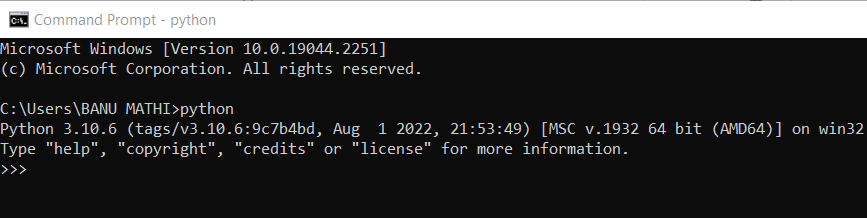 Command Prompt - python
Microsoft Windows [Version 10.0.19044.2251]
(c) Microsoft Corporation. All rights reserved.
C:\Users\BANU MATHI>python
Python 3.10.6 (tags/v3.10.6:9c7b4bd, Aug  1 2022, 21:53:49) [MSC v.1932 64 bit (AMD64)] on win32
Type "help", "copyright", "credits" or "license" for more information.
>>>